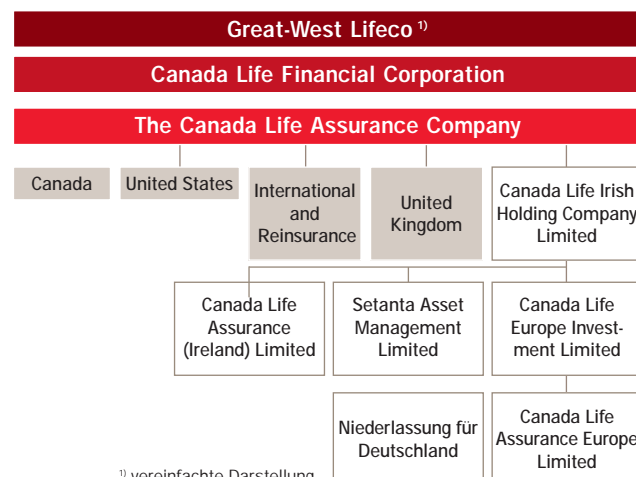 Great-West Lifeco 1)
Canada Life Financial Corporation
The Canada Life Assurance Company
Canada
United States
International
and
Reinsurance
United
Kingdom
Canada Life Irish
Holding Company
Limited
Canada Life
Assurance
(Ireland) Limited
Setanta Asset
Management
Limited
Canada Life
Europe Invest-
ment Limited
Niederlassung für
Deutschland
Canada Life
Assurance Europe
Limited
1) vereinfachte Darstellung